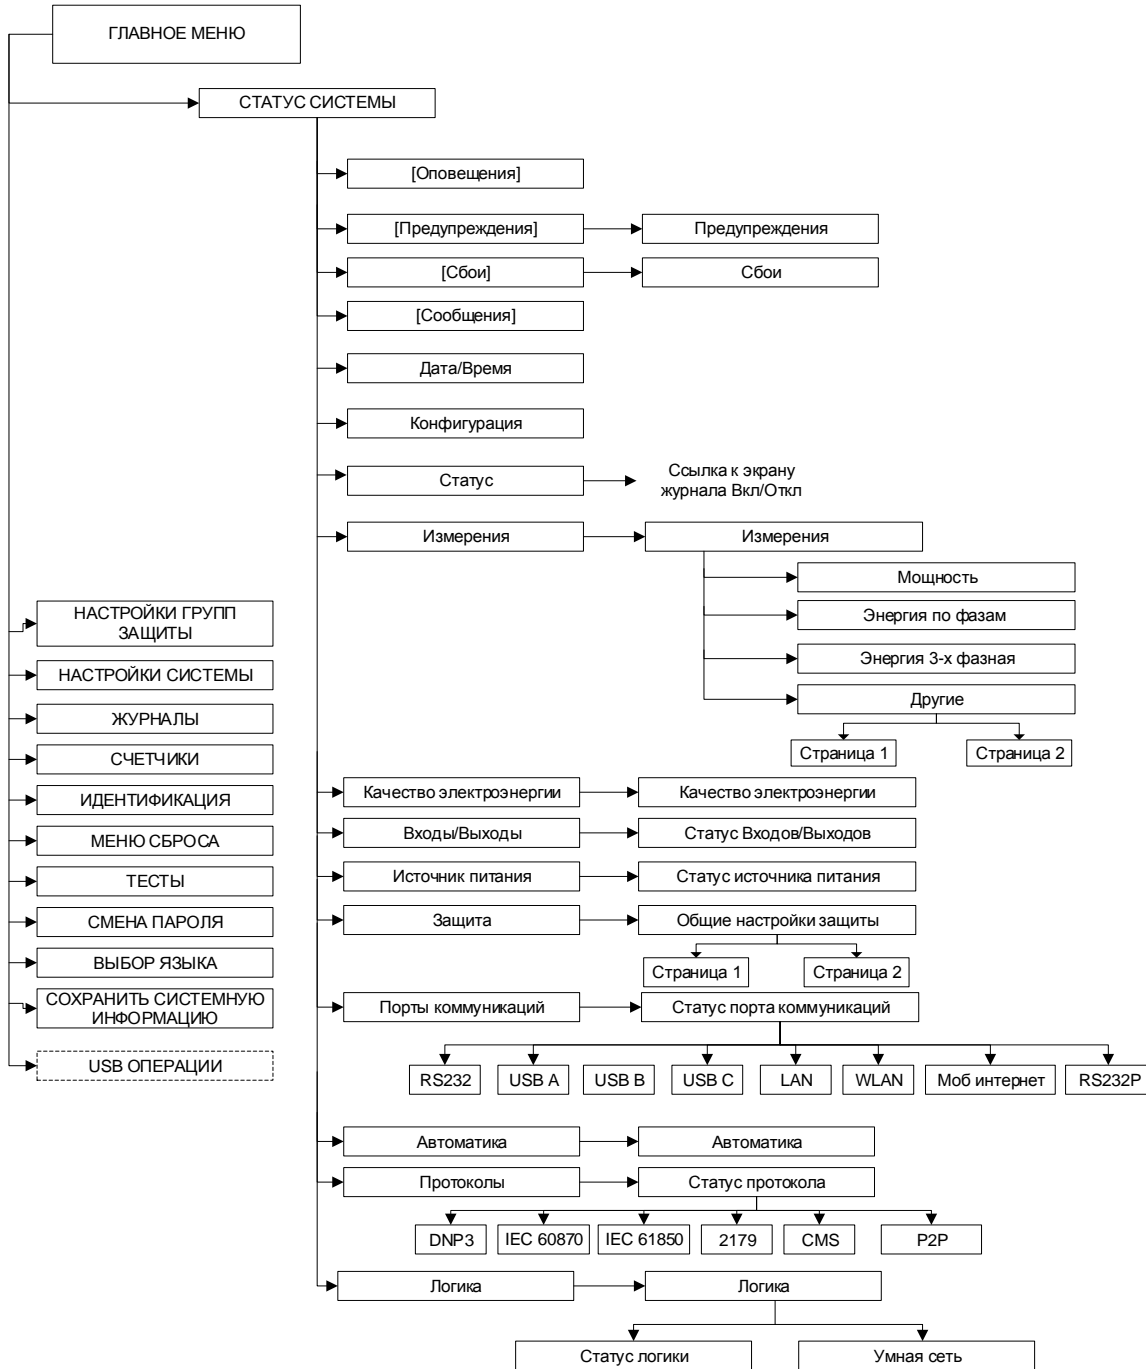 ГЛАВНОЕ МЕНЮ
СТАТУС СИСТЕМЫ
[Оповещения]
[Предупреждения]
Предупреждения
[Сбои]
Сбои
[Сообщения]
Дата/Время
Конфигурация
Статус
Ссылка к экрану
журнала Вкл/Откл
Измерения
Измерения
Мощность
Энергия по фазам
Энергия 3-х фазная
Другие
Страница 1
Страница 2
НАСТРОЙКИ ГРУПП
ЗАЩИТЫ
НАСТРОЙКИ СИСТЕМЫ
ЖУРНАЛЫ
СЧЕТЧИКИ
ИДЕНТИФИКАЦИЯ
МЕНЮ СБРОСА
ТЕСТЫ
СМЕНА ПАРОЛЯ
ВЫБОР ЯЗЫКА
СОХРАНИТЬ СИСТЕМНУЮ
ИНФОРМАЦИЮ
USB ОПЕРАЦИИ
Качество электроэнергии
Качество электроэнергии
Входы/Выходы
Статус Входов/Выходов
Источник питания
Статус источника питания
Защита
Общие настройки защиты
Страница 1
Страница 2
Порты коммуникаций
Статус порта коммуникаций
RS232
USB A
USB B
USB C
LAN
WLAN
Моб интернет
RS232P
Автоматика
Автоматика
Протоколы
Статус протокола
DNP3
IEC 60870
IEC 61850
2179
CMS
P2P
Логика
Логика
Статус логики
Умная сеть